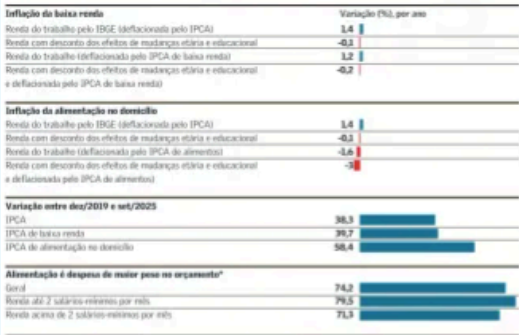 Inflação da baixa renda Variação (%), por ano
Renda do trabalho pelo IBGE (deflacionada pelo IPCA) 1,4
Renda com desconto dos efeitos de mudanças etária e educacional -0,1
Renda do trabalho (deflacionada pelo IPCA de baixa renda) 1,2
Renda com desconto dos efeitos de mudanças etária e educacional -0,2
e deflacionada pelo IPCA de baixa renda)
Inflação da alimentação no domicílio
Renda do trabalho pelo IBGE (deflacionada pelo IPCA) 1,4
Renda com desconto dos efeitos de mudanças etária e educacional -0,1
Renda do trabalho (deflacionada pelo IPCA de alimentos) -1,6
Renda com desconto dos efeitos de mudanças etária e educacional -3
e deflacionada pelo IPCA de alimentos)
Variação entre dez/2019 e set/2025
IPCA 38,3
IPCA de baixa renda 39,7
IPCA de alimentação no domicílio 58,4
Alimentação é despesa de maior peso no orçamento*
Geral 74,2
Renda até 2 salários-mínimos por mês 79,5
Renda acima de 2 salários-mínimos por mês 71,3